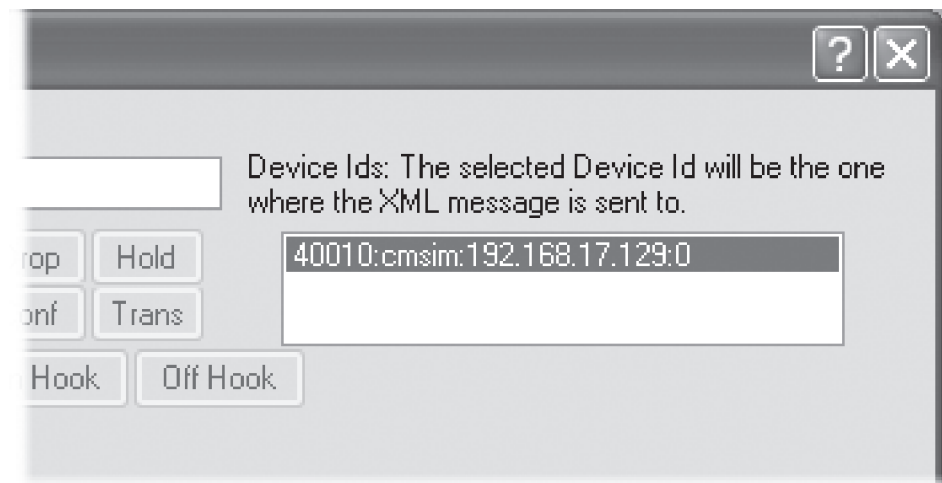 ?
Device Ids: The selected Device Id will be the one
where the XML message is sent to.
40010:cmsim:192.168.17.129:0
Hold
Trans
Hook
Off Hook